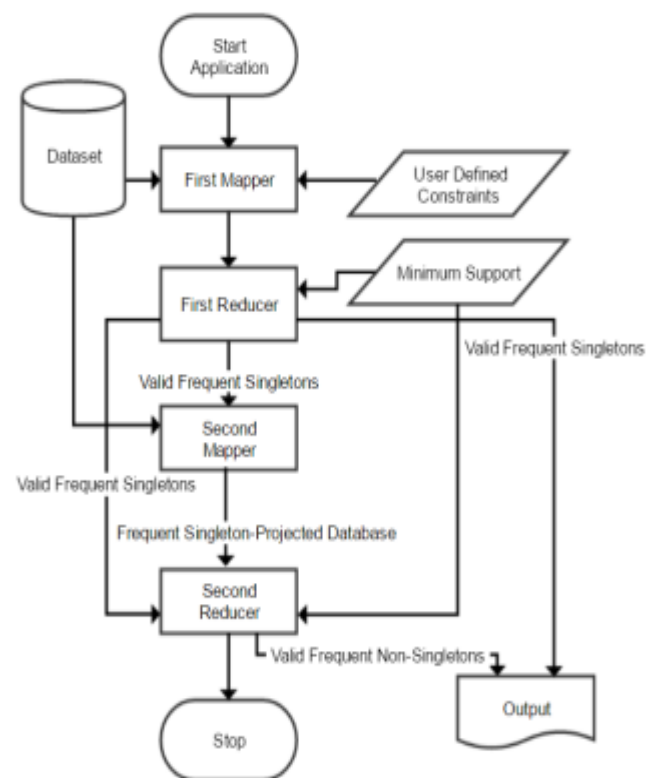 Start
Application
Dataset
First Mapper
User Defined
Constraints
Minimum Support
First Reducer
Valid Frequent Singletons
Valid Frequent Singletons
Second
Mapper
Valid Frequent Singletons
Frequent Singleton-Projected Database
Second
Reducer
Valid Frequent Non-Singletons
Output
Stop